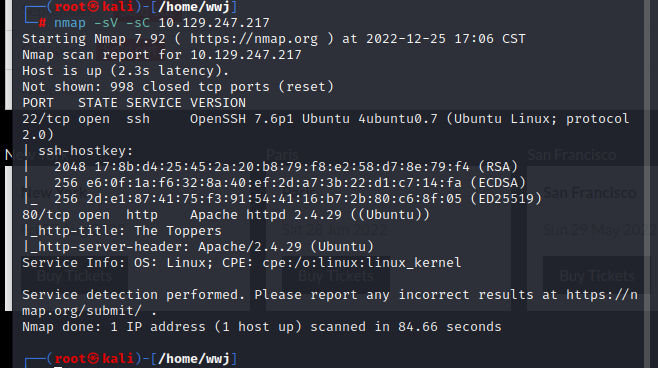 ┌──(root㉿kali)-[/home/wwj]
└─# nmap -sV -sC 10.129.247.217
Starting Nmap 7.92 ( https://nmap.org ) at 2022-12-25 17:06 CST
Nmap scan report for 10.129.247.217
Host is up (2.3s latency).
Not shown: 998 closed tcp ports (reset)
PORT   STATE SERVICE VERSION
22/tcp open  ssh     OpenSSH 7.6p1 Ubuntu 4ubuntu0.7 (Ubuntu Linux; protocol
2.0)
| ssh-hostkey:
|   2048 17:8b:d4:25:45:2a:20:b8:79:f8:e2:58:d7:8e:79:f4 (RSA)
|   256 e6:0f:1a:f6:32:8a:40:ef:2d:a7:3b:22:d1:c7:14:fa (ECDSA)
|_  256 2d:e1:87:41:75:f3:91:54:41:16:b7:2b:80:c6:8f:05 (ED25519)
80/tcp open  http    Apache httpd 2.4.29 ((Ubuntu))
|_http-title: The Toppers
|_http-server-header: Apache/2.4.29 (Ubuntu)
Service Info: OS: Linux; CPE: cpe:/o:linux:linux_kernel
Service detection performed. Please report any incorrect results at https://n
map.org/submit/ .
Nmap done: 1 IP address (1 host up) scanned in 84.66 seconds
┌──(root㉿kali)-[/home/wwj]
Paris
San Francisco
San Francisco
Sat 28 Jun 2022
Sun 29 May 2022
Buy Tickets
Buy Tickets
Buy Tickets